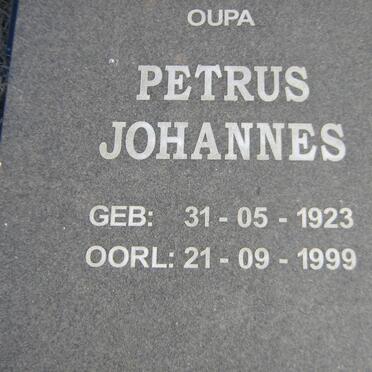 OUPA
PETRUS
JOHANNES
GEB: 31 - 05 - 1923
OORL: 21 - 09 - 1999